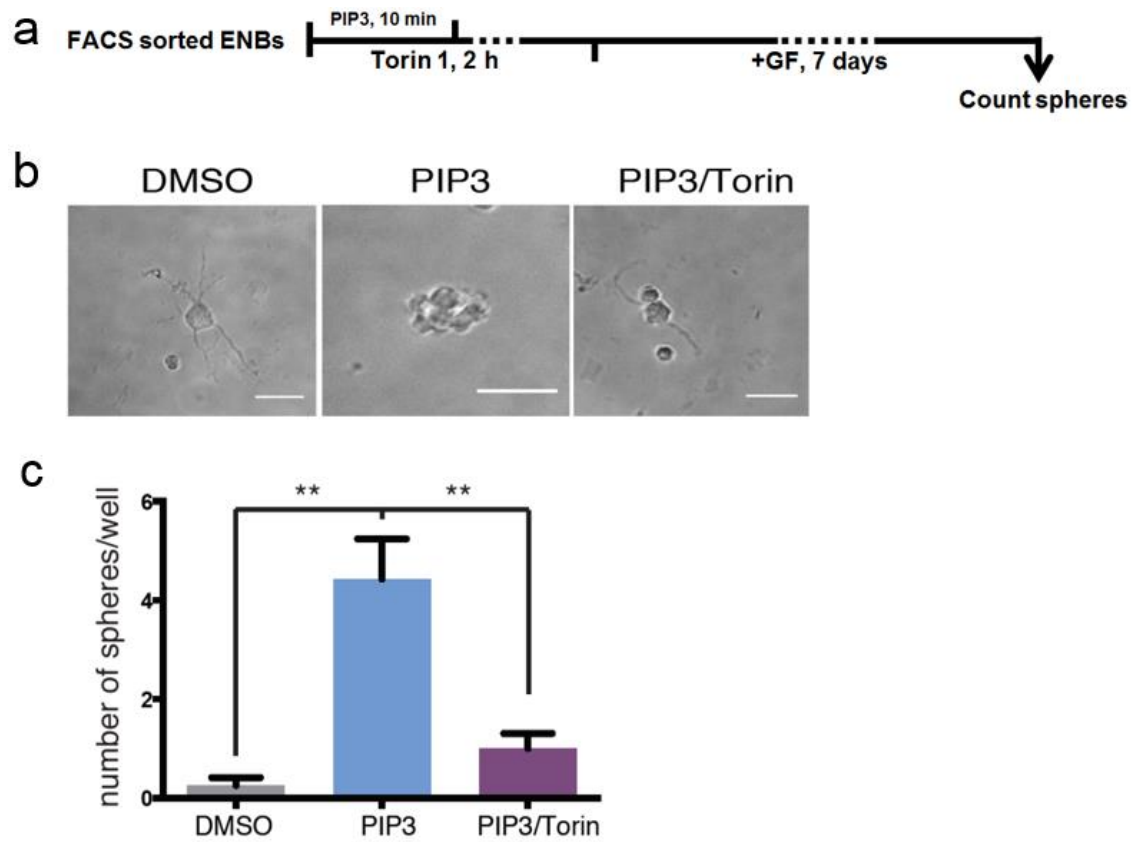 a
PIP3, 10 min
FACS sorted ENBs
Torin 1, 2 h
+GF, 7 days
Count spheres
b
DMSO
PIP3
PIP3/Torin
c
number of spheres/well
6
4
2
0
**
**
DMSO
PIP3
PIP3/Torin